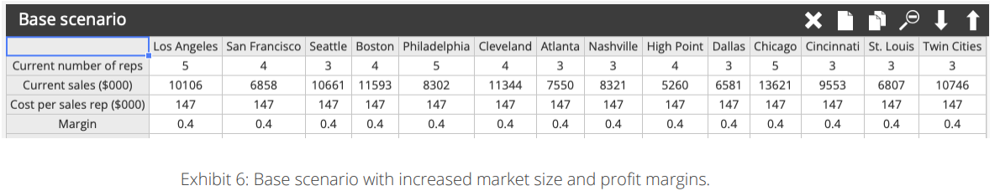 Base scenario
Los Angeles San Francisco Seattle Boston Philadelphia Cleveland Atlanta Nashville High Point Dallas Chicago Cincinnati St. Louis Twin Cities
Current number of reps 5 4 3 4 5 4 3 3 4 3 5 3 3 3
Current sales ($000) 10106 6858 10661 11593 8302 11344 7550 8321 5260 6581 13621 9553 6807 10746
Cost per sales rep ($000) 147 147 147 147 147 147 147 147 147 147 147 147 147 147
Margin 0.4 0.4 0.4 0.4 0.4 0.4 0.4 0.4 0.4 0.4 0.4 0.4 0.4 0.4
Exhibit 6: Base scenario with increased market size and profit margins.